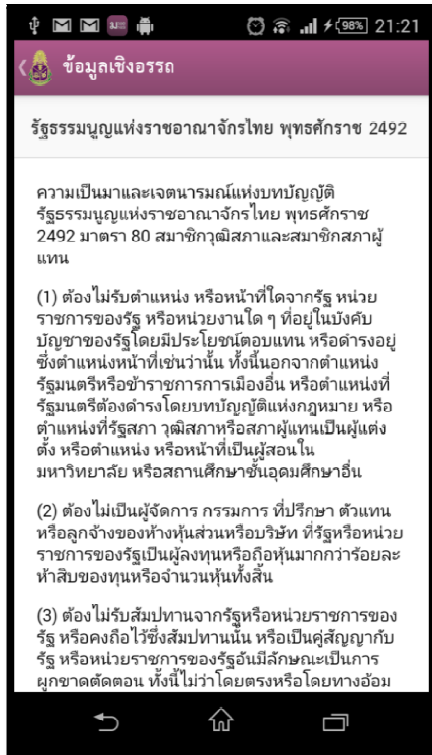 98% 21:21
ข้อมูลเชิงอรรถ
รัฐธรรมนูญแห่งราชอาณาจักรไทย พุทธศักราช 2492
ความเป็นมาและเจตนารมณ์แห่งบทบัญญัติ
รัฐธรรมนูญแห่งราชอาณาจักรไทย พุทธศักราช
2492 มาตรา 80 สมาชิกวุฒิสภาและสมาชิกสภาผู้
แทน
(1) ต้องไม่รับตำแหน่ง หรือหน้าที่ใดจากรัฐ หน่วย
ราชการของรัฐ หรือหน่วยงานใด ๆ ที่อยู่ในบังคับ
บัญชาของรัฐโดยมีประโยชน์ตอบแทน หรือดำรงอยู่
ซึ่งตำแหน่งหน้าที่เช่นว่านั้น ทั้งนี้นอกจากตำแหน่ง
รัฐมนตรีหรือข้าราชการการเมืองอื่น หรือตำแหน่งที่
รัฐมนตรีต้องดำรงโดยบทบัญญัติแห่งกฎหมาย หรือ
ตำแหน่งที่รัฐสภา วุฒิสภาหรือสภาผู้แทนเป็นผู้แต่ง
ตั้ง หรือตำแหน่ง หรือหน้าที่เป็นผู้สอนใน
มหาวิทยาลัย หรือสถานศึกษาชั้นอุดมศึกษาอื่น
(2) ต้องไม่เป็นผู้จัดการ กรรมการ ที่ปรึกษา ตัวแทน
หรือลูกจ้างของห้างหุ้นส่วนหรือบริษัท ที่รัฐหรือหน่วย
ราชการของรัฐเป็นผู้ลงทุนหรือถือหุ้นมากกว่าร้อยละ
ห้าสิบของทุนหรือจำนวนหุ้นทั้งสิ้น
(3) ต้องไม่รับสัมปทานจากรัฐหรือหน่วยราชการของ
รัฐ หรือคงถือไว้ซึ่งสัมปทานนั้น หรือเป็นคู่สัญญากับ
รัฐ หรือหน่วยราชการของรัฐอันมีลักษณะเป็นการ
ผูกขาดตัดตอน ทั้งนี้ไม่ว่าโดยตรงหรือโดยทางอ้อม